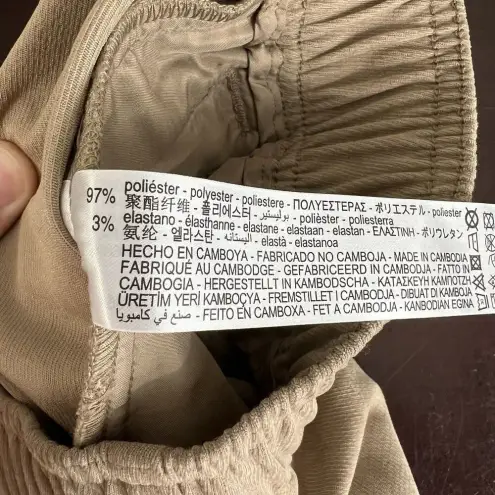 97% poliéster - polyester - poliestere - ΠΟΛΥΕΣΤΕΡΑΣ - ポリエステル - poliester
聚酯纤维 - 폴리에스터 - بوليستير - polièster - poliesterra
3% elastano - élasthanne - elastane - elastaan - elastan - ΕΛΑΣΤΙΝΗ - ポリウレタン
氨纶 - 엘라스탄 - اليستانه - elastà - elastanoa
HECHO EN CAMBOYA - FABRICADO NO CAMBOJA - MADE IN CAMBODIA
FABRIQUÉ AU CAMBODGE - GEFABRICEERD IN CAMBODJA - FATTO IN
CAMBOGIA - HERGESTELLT IN KAMBODSCHA - ΚΑΤΑΣΚΕΥΗ ΚΑΜΠΟΤΖΗ
ÜRETİM YERİ KAMBOÇYA - FREMSTILLET I CAMBODJA - DIBUAT DI KAMBOJA
صنع في كامبوديا - FEITO EN CAMBOXA - FET A CAMBODJA - KANBODIAN EGINA